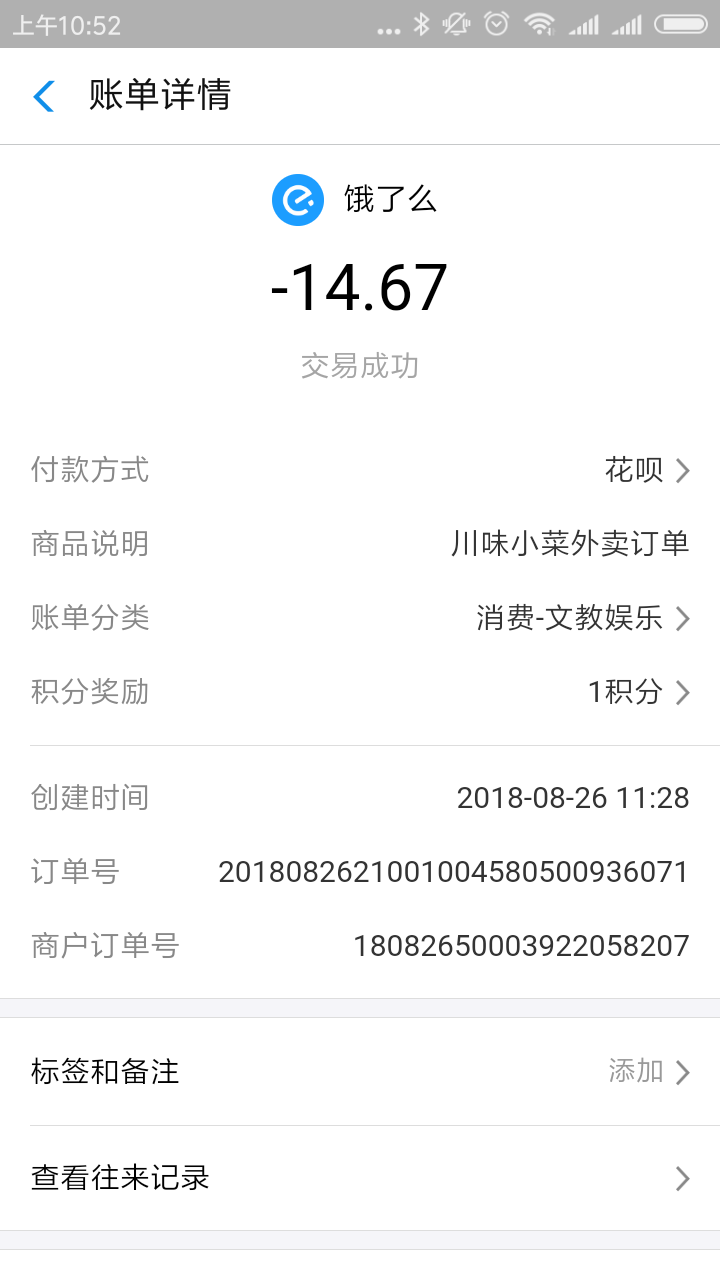 上午10:52
账单详情
饿了么
-14.67
交易成功
付款方式 花呗
商品说明 川味小菜外卖订单
账单分类 消费-文教娱乐
积分奖励 1积分
创建时间 2018-08-26 11:28
订单号 2018082621001004580500936071
商户订单号 18082650003922058207
标签和备注 添加
查看往来记录